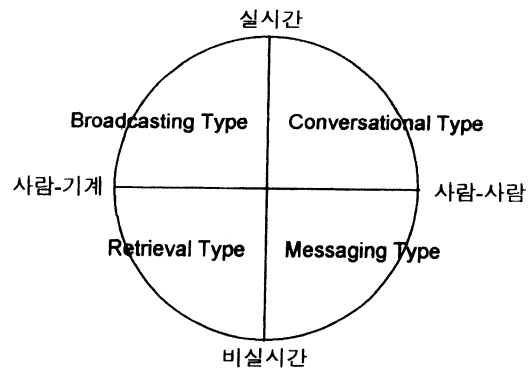 실시간
Broadcasting Type Conversational Type
사람-기계 사람-사람
Retrieval Type Messaging Type
비실시간